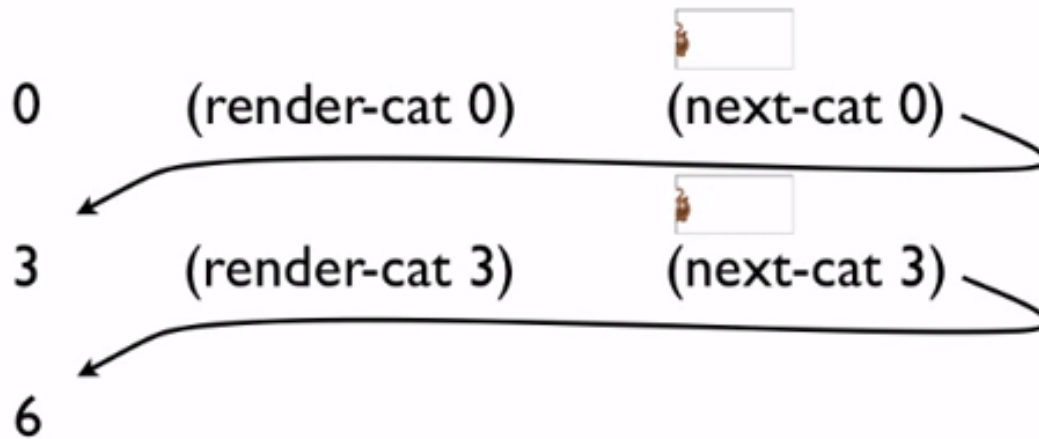 0 (render-cat 0) (next-cat 0)
3 (render-cat 3) (next-cat 3)
6